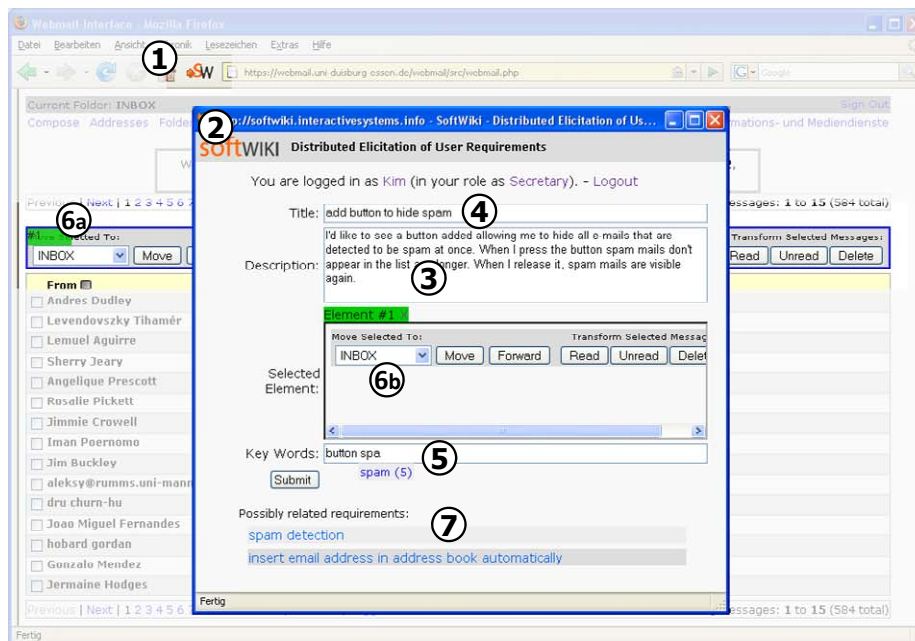 Webmail-Interface - Mozilla Firefox
Datei Bearbeiten Ansicht Lesezeichen Extras Hilfe
1
SW https://webmail.uni-duisburg-essen.de/webmail/src/webmail.php Google
Current Folder: INBOX Sign Out
Compose Addresses
2
://softwiki.interactivesystems.info - SoftWiki - Distributed Elicitation of Us...
softWIKI Distributed Elicitation of User Requirements
You are logged in as Kim (in your role as Secretary). - Logout
Previous | Next | 1 2 3 4 5 6 7
1 to 15 (584 total)
6a
#1
Selected To:
Transform Selected Messages:
INBOX Move
Read Unread Delete
From
Andres Dudley
Levendovszky Tihamér
Lemuel Aguirre
Sherry Jeary
Angelique Prescott
Rosalie Pickett
Jimmie Crowell
Iman Poernomo
Jim Buckley
aleksy@rumms.uni-mann
dru churn-hu
Joao Miguel Fernandes
hobard gordan
Gonzalo Mendez
Jermaine Hodges
Title: add button to hide spam
4
Description:
I'd like to see a button added allowing me to hide all e-mails that are
detected to be spam at once. When I press the button spam mails don't
appear in the list longer. When I release it, spam mails are visible
again.
3
Element #1 X
Selected
Element:
Move Selected To: Transform Selected Messag
INBOX Move Forward Read Unread Delet
6b
Key Words: button spa
5
spam (5)
Submit
Possibly related requirements:
7
spam detection
insert email address in address book automatically
Fertig
Previous | Next | 1 2 3 4 5 6 7
1 to 15 (584 total)
Fertig